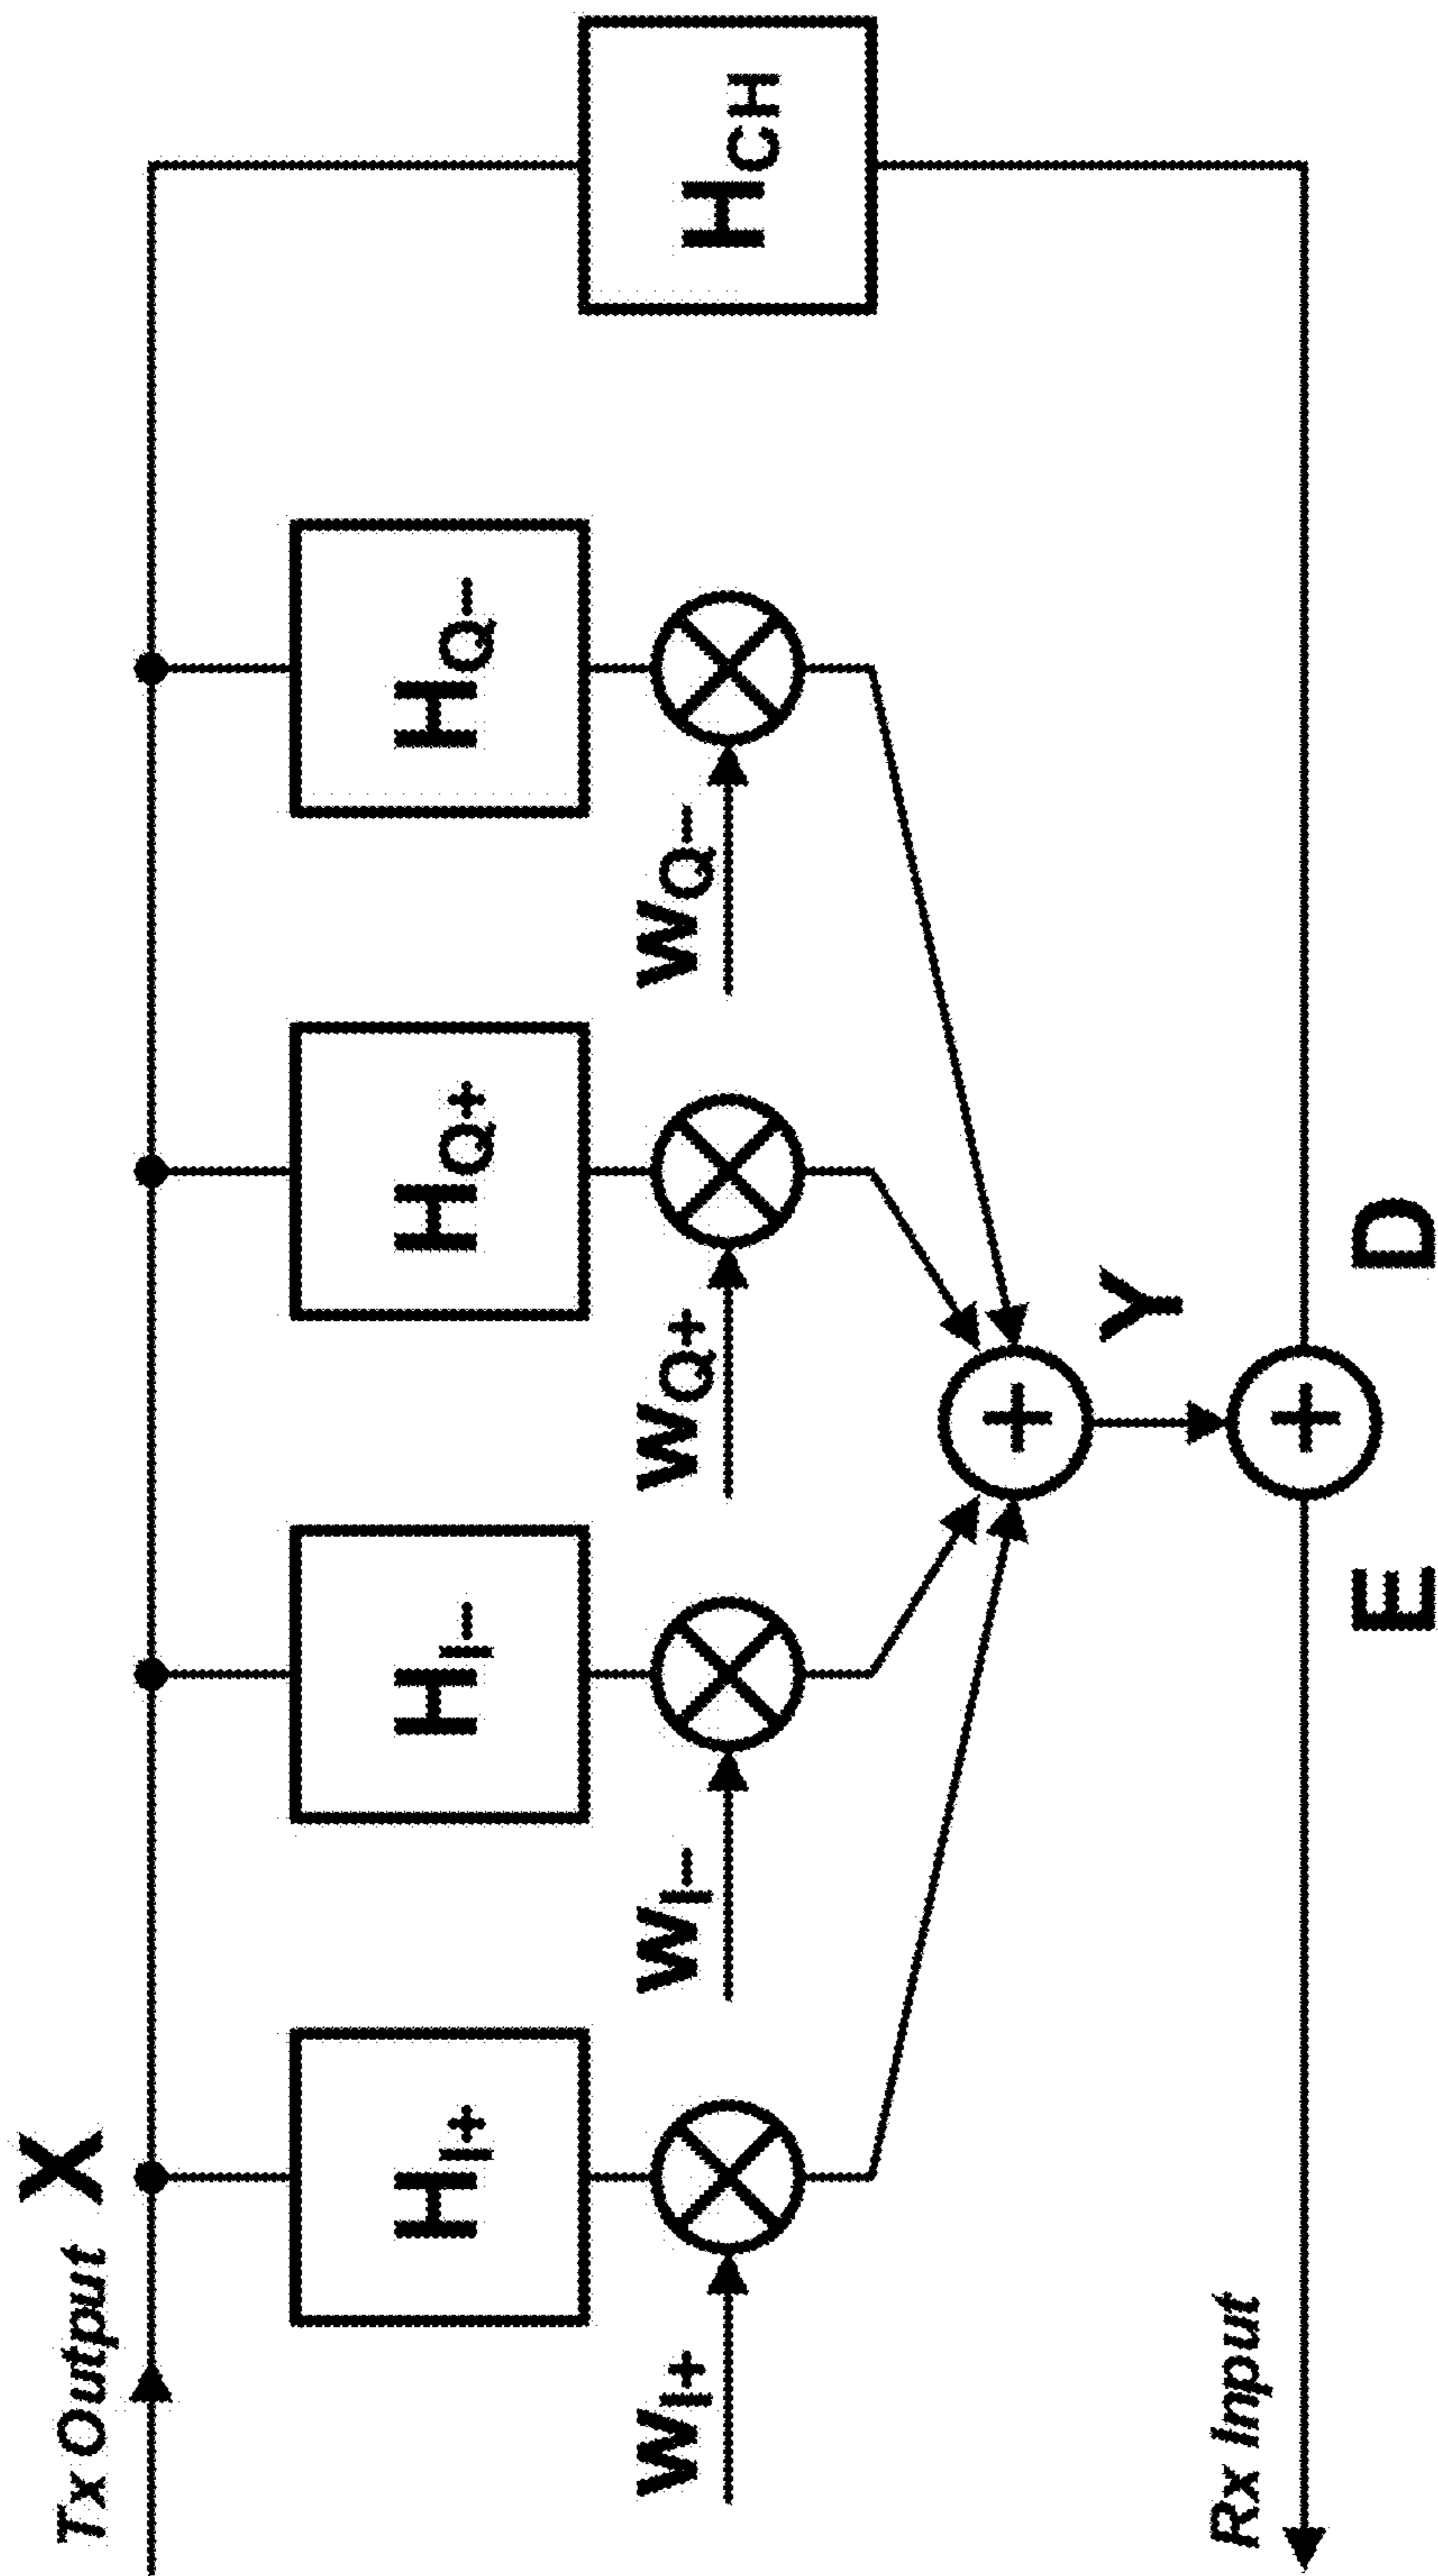 Tx Output X
H_I+
H_I−
H_Q+
H_Q−
H_CH
W_I+
W_I−
W_Q+
W_Q−
+
Y
+
Rx Input
E
D